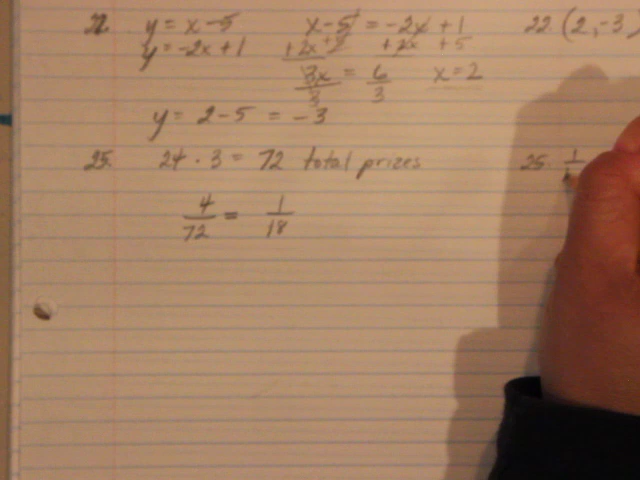 22. y = x - 5 x - 5 = -2x + 1 22. (2, -3
y = -2x + 1 +2x +5 +2x +5
3x = 6 x = 2
3 3
y = 2 - 5 = -3
25. 24 · 3 = 72 total prizes 25. 1
4 = 1
72 18